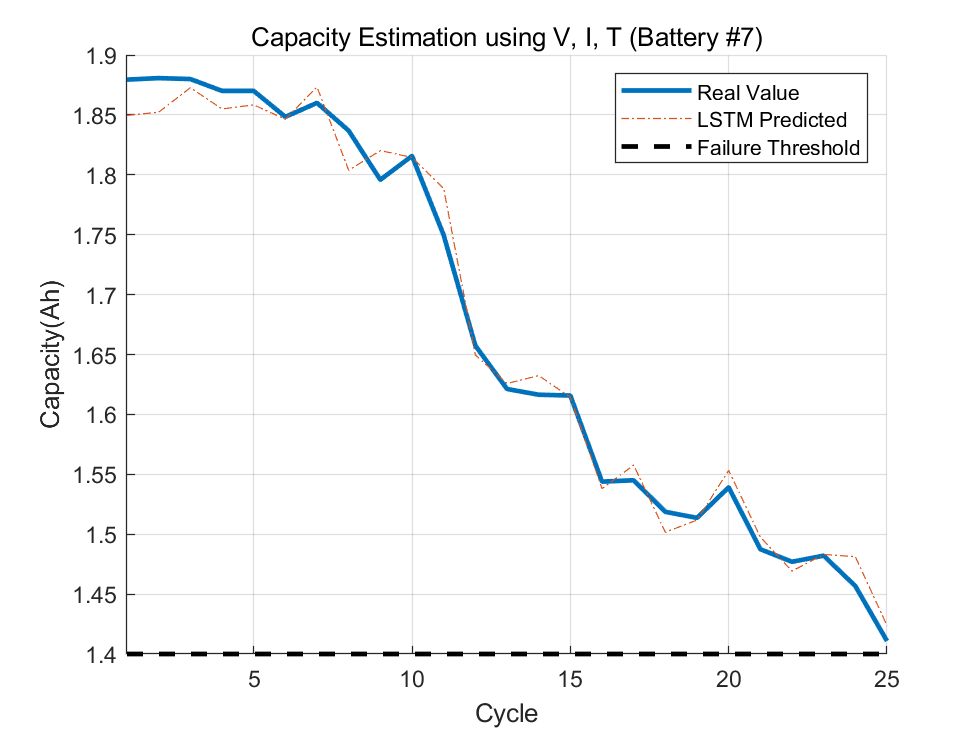 Capacity Estimation using V, I, T (Battery #7)
1.9
1.85
1.8
1.75
1.7
1.65
1.6
1.55
1.5
1.45
1.4
Capacity(Ah)
Real Value
LSTM Predicted
Failure Threshold
5
10
15
20
25
Cycle